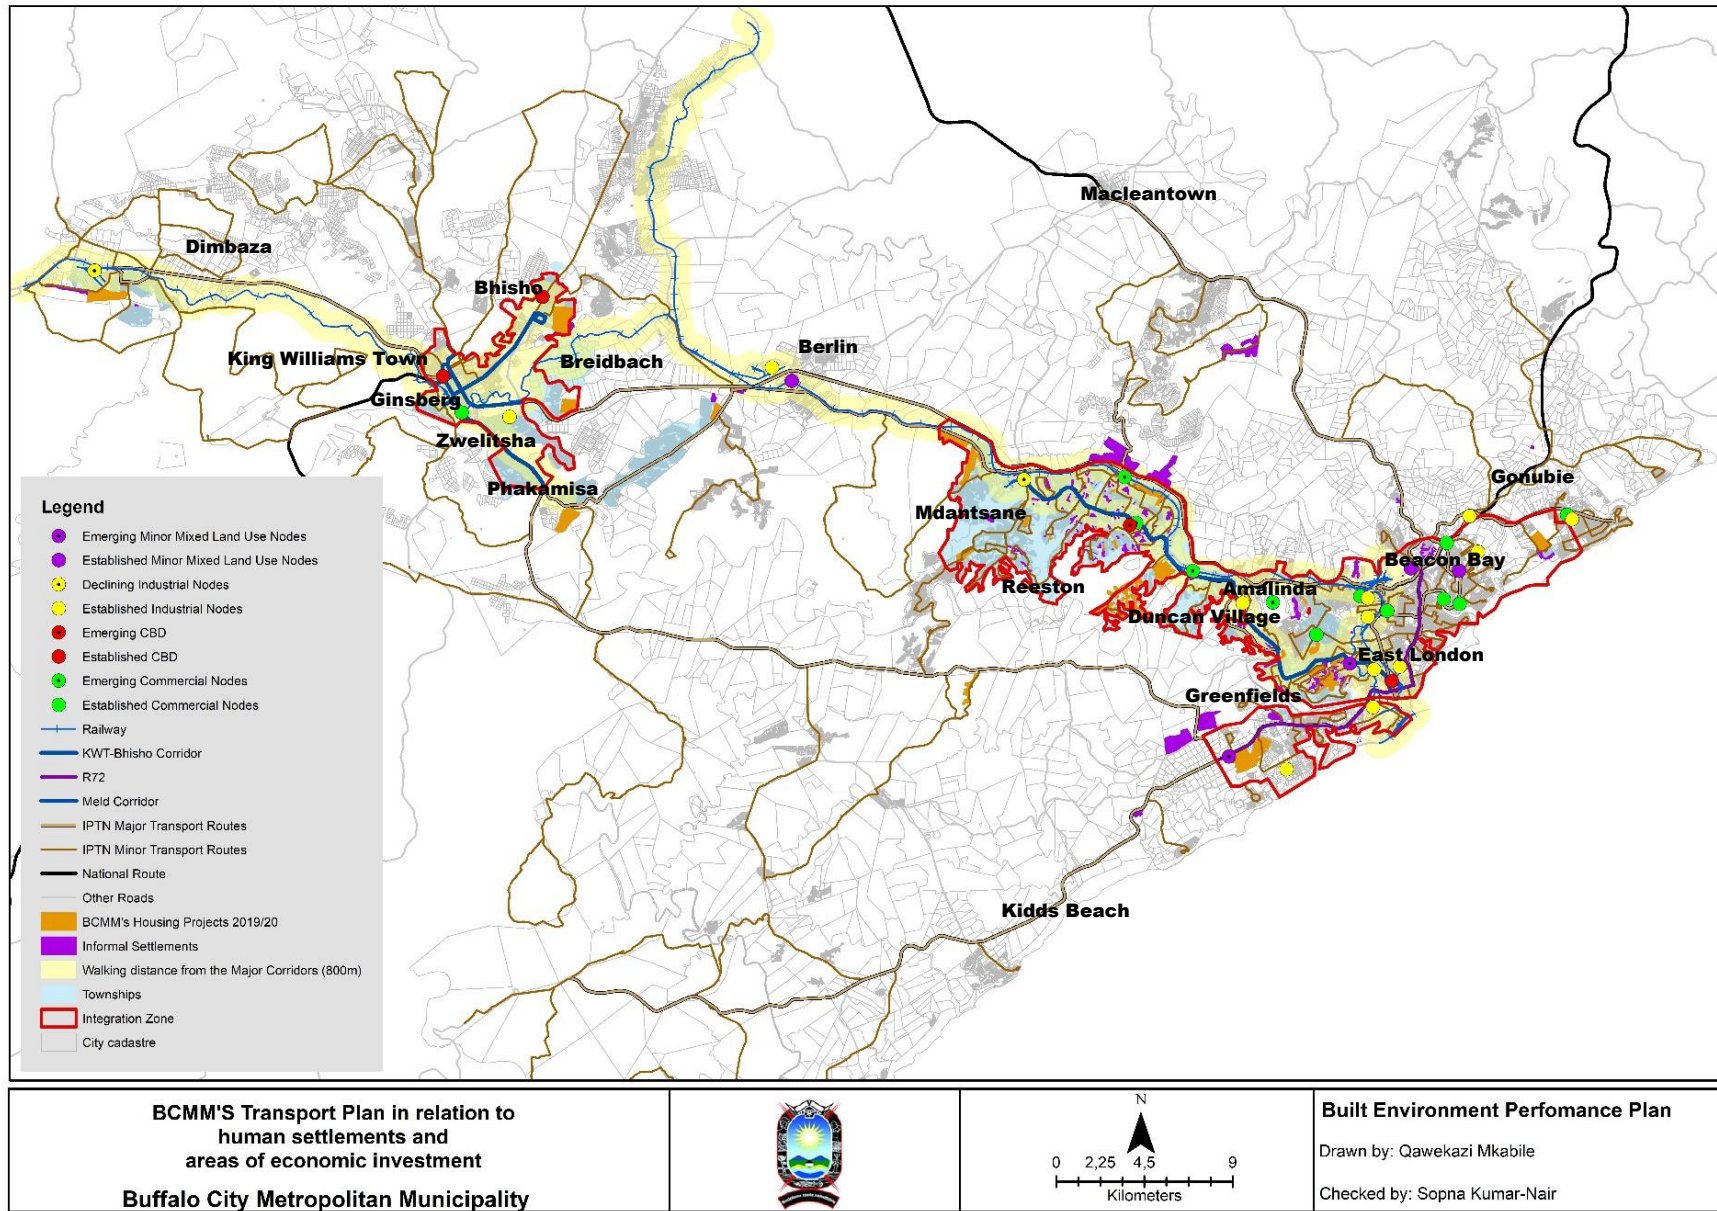 Macleantown
Dimbaza
Bhisho
Berlin
King Williams Town
Breidbach
Ginsberg
Zwelitsha
Phakamisa
Gonubie
Mdantsane
Beacon Bay
Reeston
Amalinda
Duncan Village
East London
Greenfields
Kidds Beach
Legend
Emerging Minor Mixed Land Use Nodes
Established Minor Mixed Land Use Nodes
Declining Industrial Nodes
Established Industrial Nodes
Emerging CBD
Established CBD
Emerging Commercial Nodes
Established Commercial Nodes
Railway
KWT-Bhisho Corridor
R72
Meld Corridor
IPTN Major Transport Routes
IPTN Minor Transport Routes
National Route
Other Roads
BCMM's Housing Projects 2019/20
Informal Settlements
Walking distance from the Major Corridors (800m)
Townships
Integration Zone
City cadastre
BCMM'S Transport Plan in relation to
human settlements and
areas of economic investment
Buffalo City Metropolitan Municipality
N
0 2,25 4,5 9
Kilometers
Built Environment Perfomance Plan
Drawn by: Qawekazi Mkabile
Checked by: Sopna Kumar-Nair